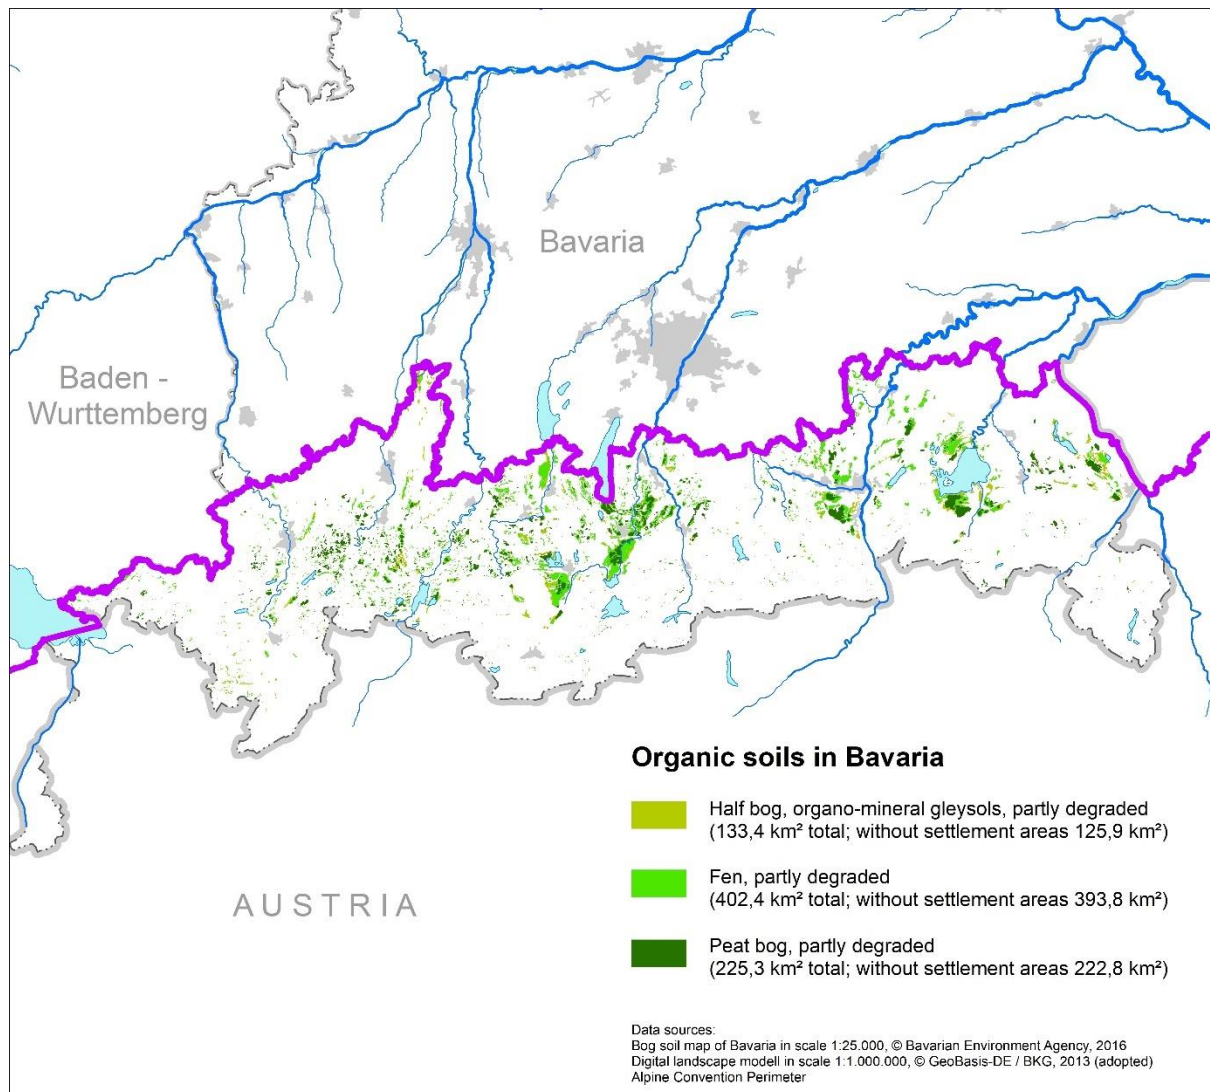 Bavaria
Baden -
Wurttemberg
AUSTRIA
Organic soils in Bavaria
Half bog, organo-mineral gleysols, partly degraded
(133,4 km² total; without settlement areas 125,9 km²)
Fen, partly degraded
(402,4 km² total; without settlement areas 393,8 km²)
Peat bog, partly degraded
(225,3 km² total; without settlement areas 222,8 km²)
Data sources:
Bog soil map of Bavaria in scale 1:25.000, © Bavarian Environment Agency, 2016
Digital landscape modell in scale 1:1.000.000, © GeoBasis-DE / BKG, 2013 (adopted)
Alpine Convention Perimeter